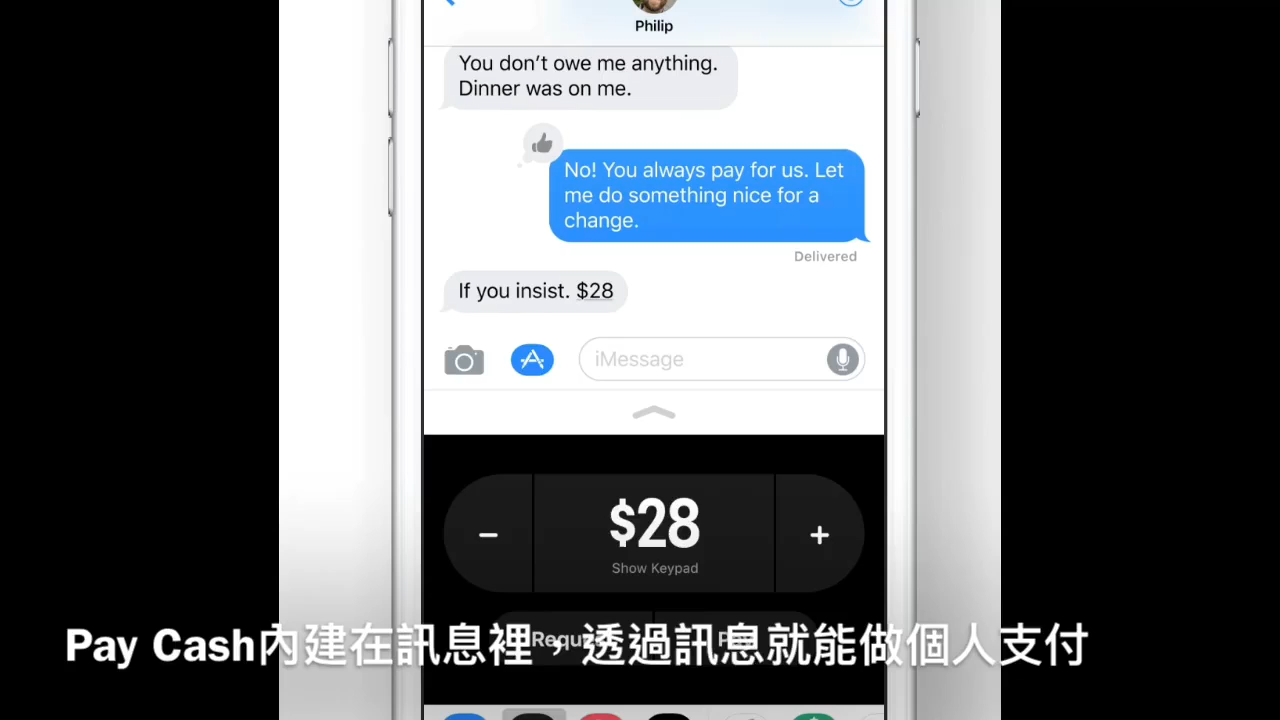 Philip
You don’t owe me anything.
Dinner was on me.
No! You always pay for us. Let
me do something nice for a
change.
Delivered
If you insist. $28
iMessage
$28
Show Keypad
Pay Cash內建在訊息裡，透過訊息就能做個人支付